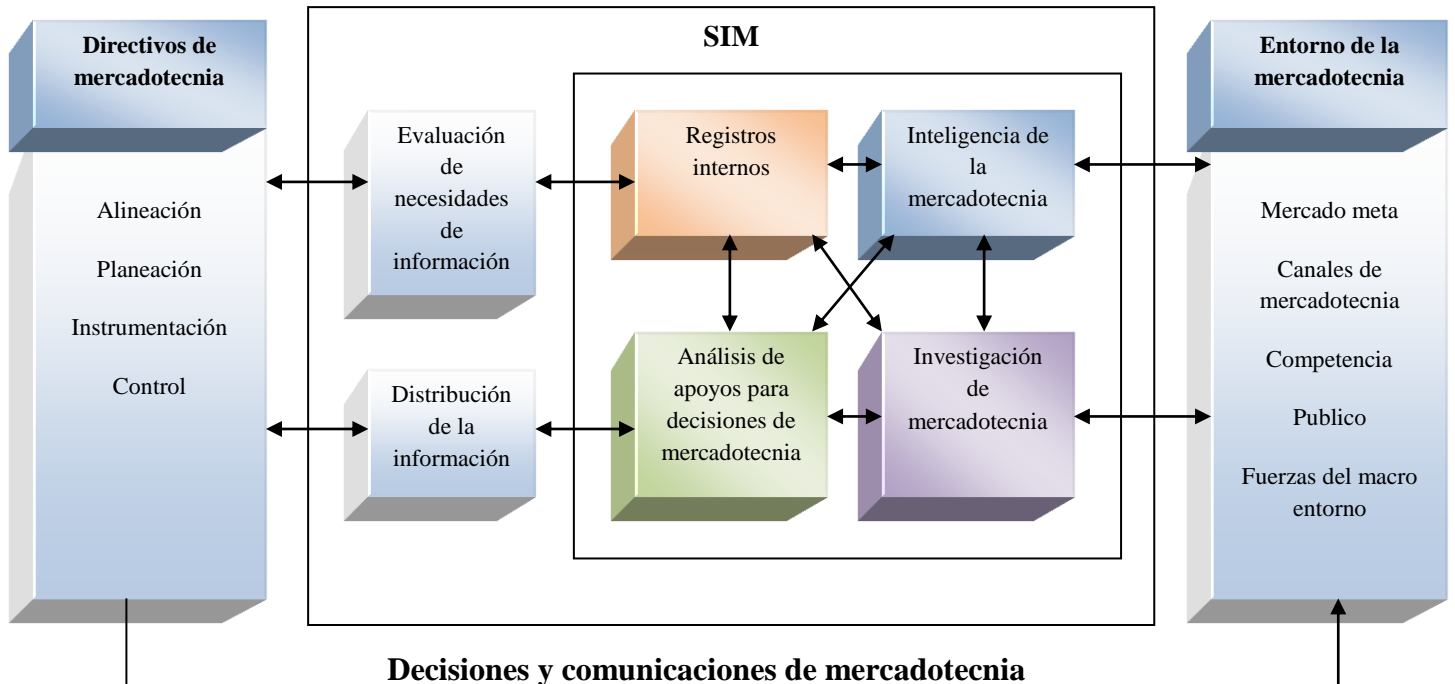 Directivos de
mercadotecnia
Alineación
Planeación
Instrumentación
Control
SIM
Evaluación
de
necesidades
de
información
Distribución
de la
información
Registros
internos
Inteligencia de
la
mercadotecnia
Análisis de
apoyos para
decisiones de
mercadotecnia
Investigación
de
mercadotecnia
Entorno de la
mercadotecnia
Mercado meta
Canales de
mercadotecnia
Competencia
Publico
Fuerzas del macro
entorno
Decisiones y comunicaciones de mercadotecnia